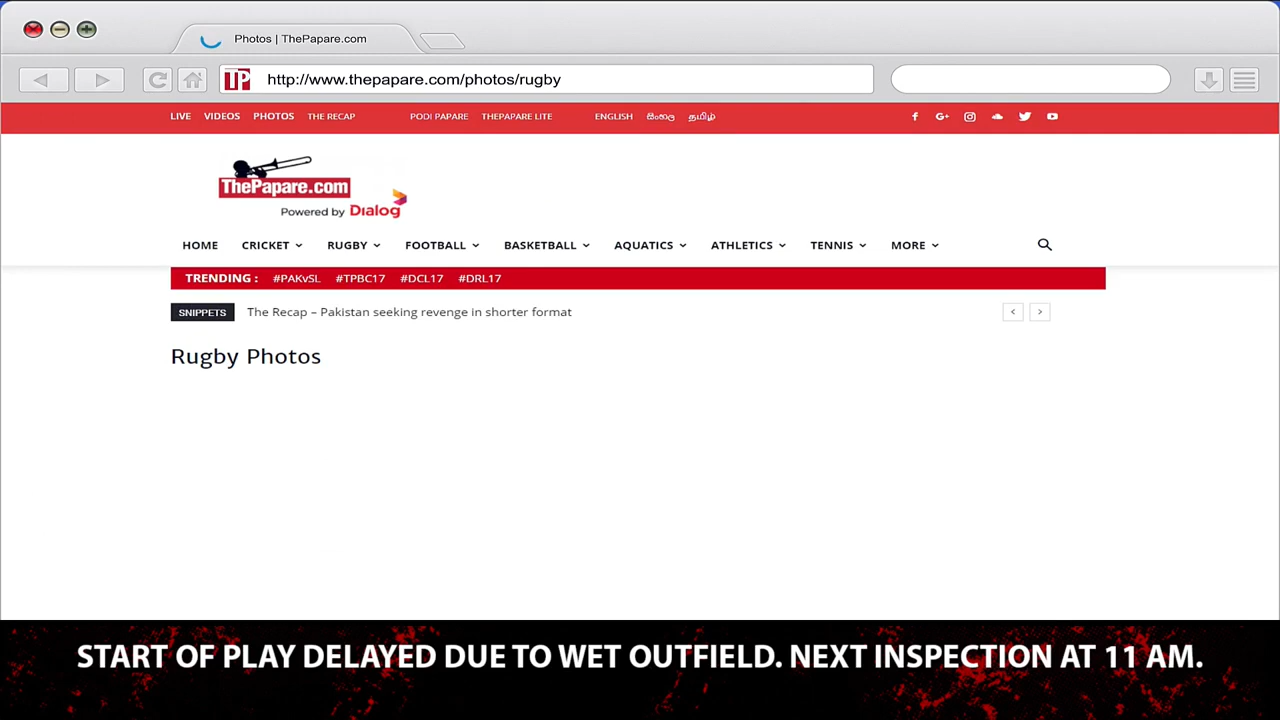 Photos | ThePapare.com
TP http://www.thepapare.com/photos/rugby
LIVE VIDEOS PHOTOS THE RECAP PODI PAPARE THEPAPARE LITE ENGLISH සිංහල தமிழ்
ThePapare.com
Powered by Dialog
HOME CRICKET RUGBY FOOTBALL BASKETBALL AQUATICS ATHLETICS TENNIS MORE
TRENDING : #PAKvSL #TPBC17 #DCL17 #DRL17
SNIPPETS The Recap – Pakistan seeking revenge in shorter format
Rugby Photos
START OF PLAY DELAYED DUE TO WET OUTFIELD. NEXT INSPECTION AT 11 AM.